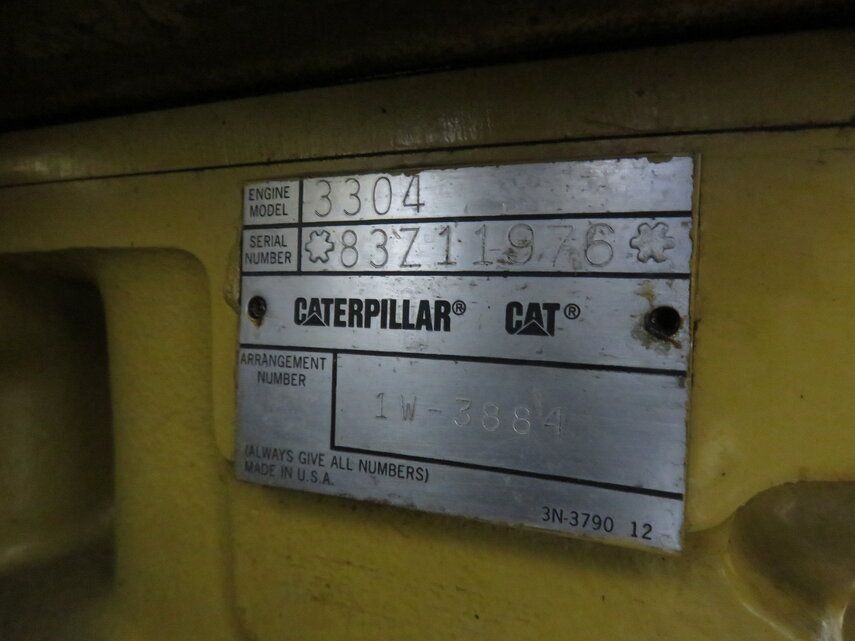 ENGINE MODEL 3304
SERIAL NUMBER *83Z11976*
CATERPILLAR® CAT®
ARRANGEMENT NUMBER
1W-3884
(ALWAYS GIVE ALL NUMBERS)
MADE IN U.S.A.
3N-3790 12